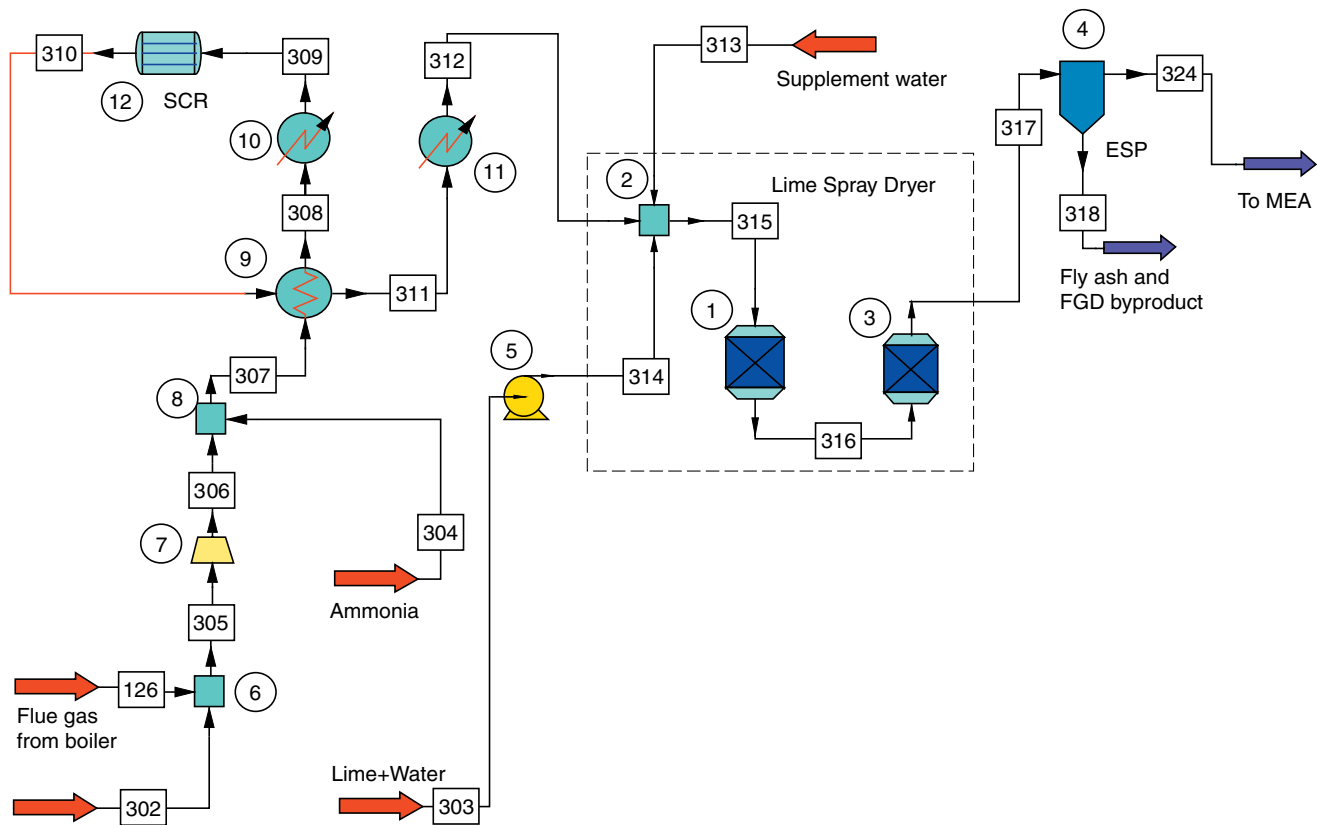 310
12
SCR
309
10
308
9
312
11
311
313
Supplement water
2
Lime Spray Dryer
315
1
3
316
314
317
4
324
ESP
318
To MEA
Fly ash and
FGD byproduct
307
8
5
306
7
304
Ammonia
305
126
6
Flue gas
from boiler
302
Lime+Water
303